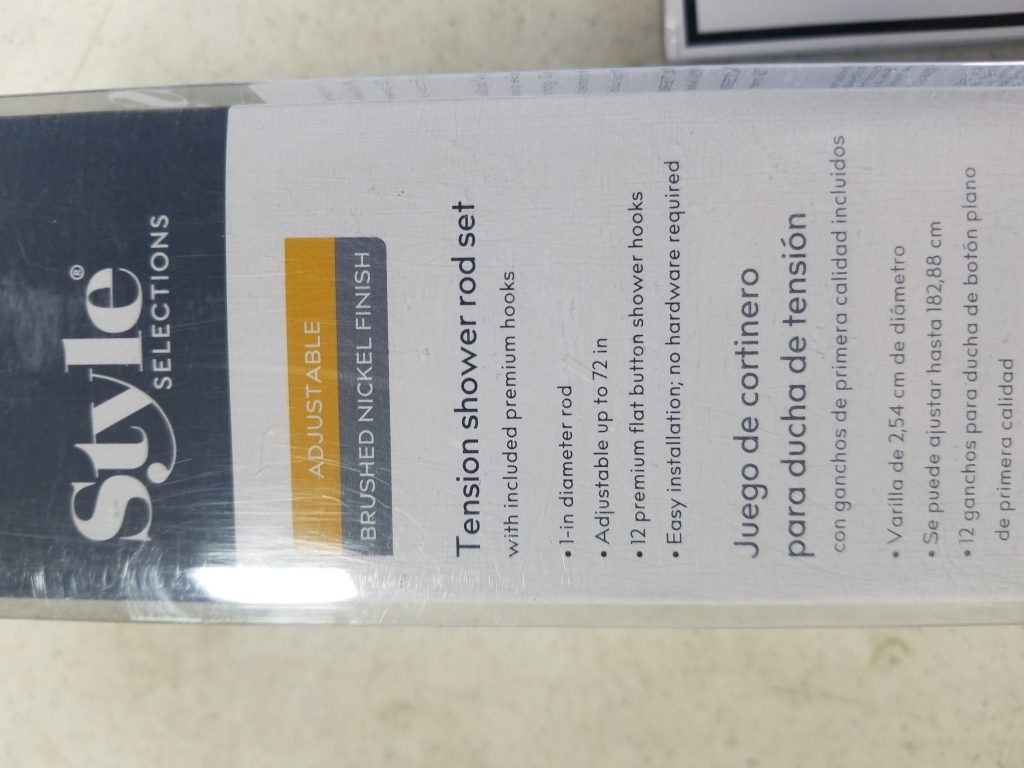 Style®
SELECTIONS
ADJUSTABLE
BRUSHED NICKEL FINISH
Tension shower rod set
with included premium hooks
• 1-in diameter rod
• Adjustable up to 72 in
• 12 premium flat button shower hooks
• Easy installation; no hardware required
Juego de cortinero
para ducha de tensión
con ganchos de primera calidad incluidos
• Varilla de 2,54 cm de diámetro
• Se puede ajustar hasta 182,88 cm
• 12 ganchos para ducha de botón plano
de primera calidad